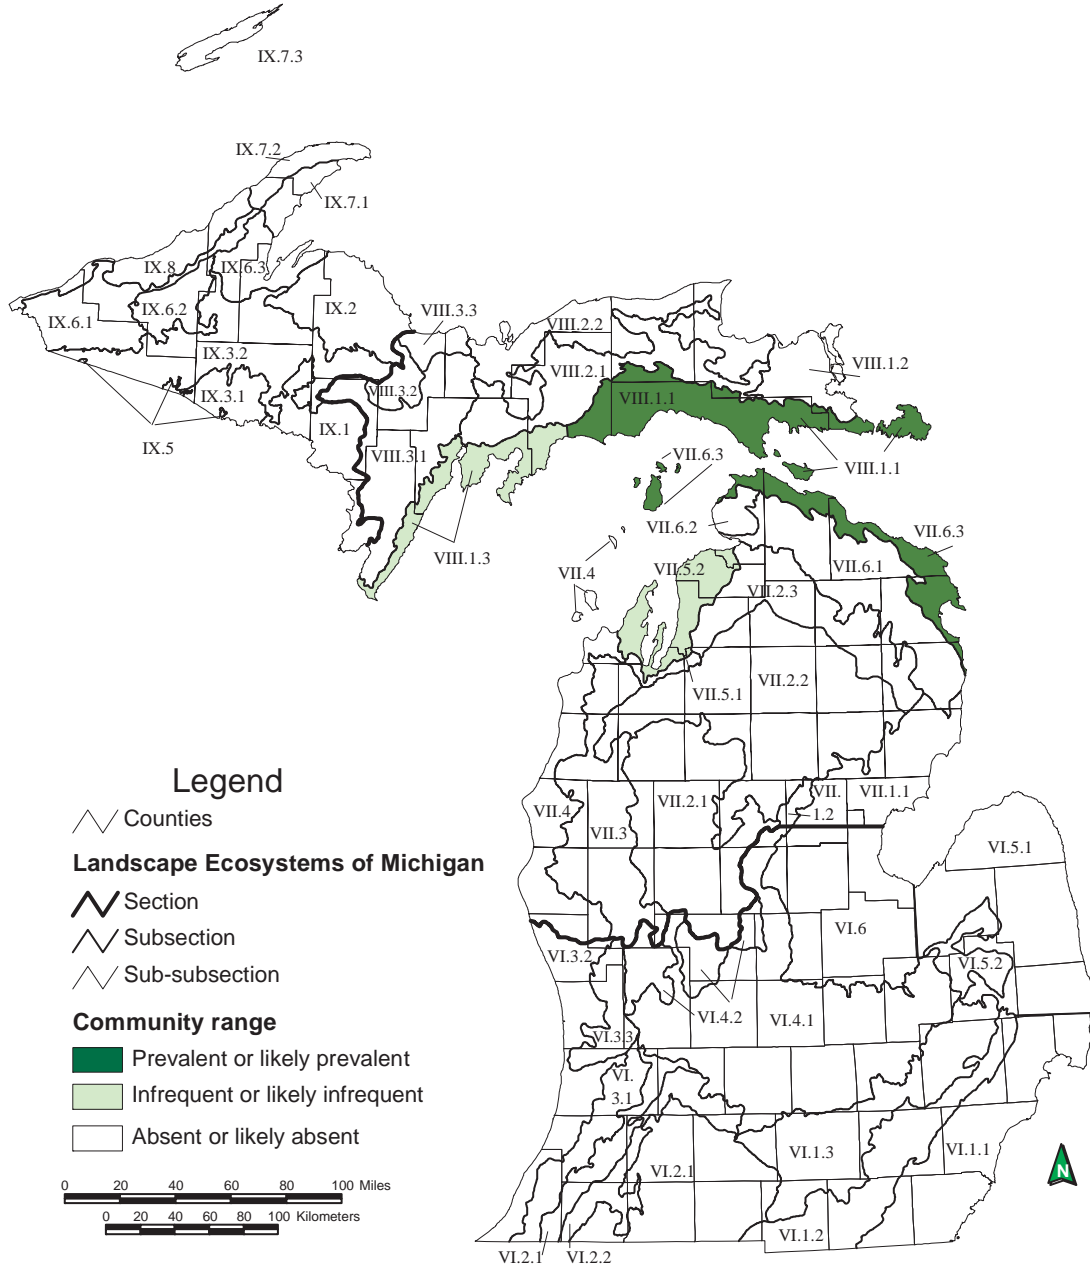 IX.7.3
IX.7.2
IX.7.1
IX.8
IX.6.3
IX.6.2
IX.2
IX.6.1
VIII.3.3
VIII.2.2
IX.3.2
VIII.2.1
VIII.1.2
IX.3.1
VIII.3.2
VIII.1.1
IX.1
IX.5
VIII.3.1
VII.6.3
VIII.1.1
VII.6.2
VII.6.3
VIII.1.3
VII.4
VII.5.2
VII.6.1
VII.2.3
VII.5.1
VII.2.2
VII.4
VII.3
VII.2.1
VII.
1.2
VII.1.1
VI.5.1
VI.6
VI.3.2
VI.5.2
VI.4.2
VI.4.1
VI.3.3
VI.
3.1
VI.2.1
VI.1.3
VI.1.1
VI.1.2
VI.2.1
VI.2.2
Legend
Counties
Landscape Ecosystems of Michigan
Section
Subsection
Sub-subsection
Community range
Prevalent or likely prevalent
Infrequent or likely infrequent
Absent or likely absent
0 20 40 60 80 100 Miles
0 20 40 60 80 100 Kilometers
N